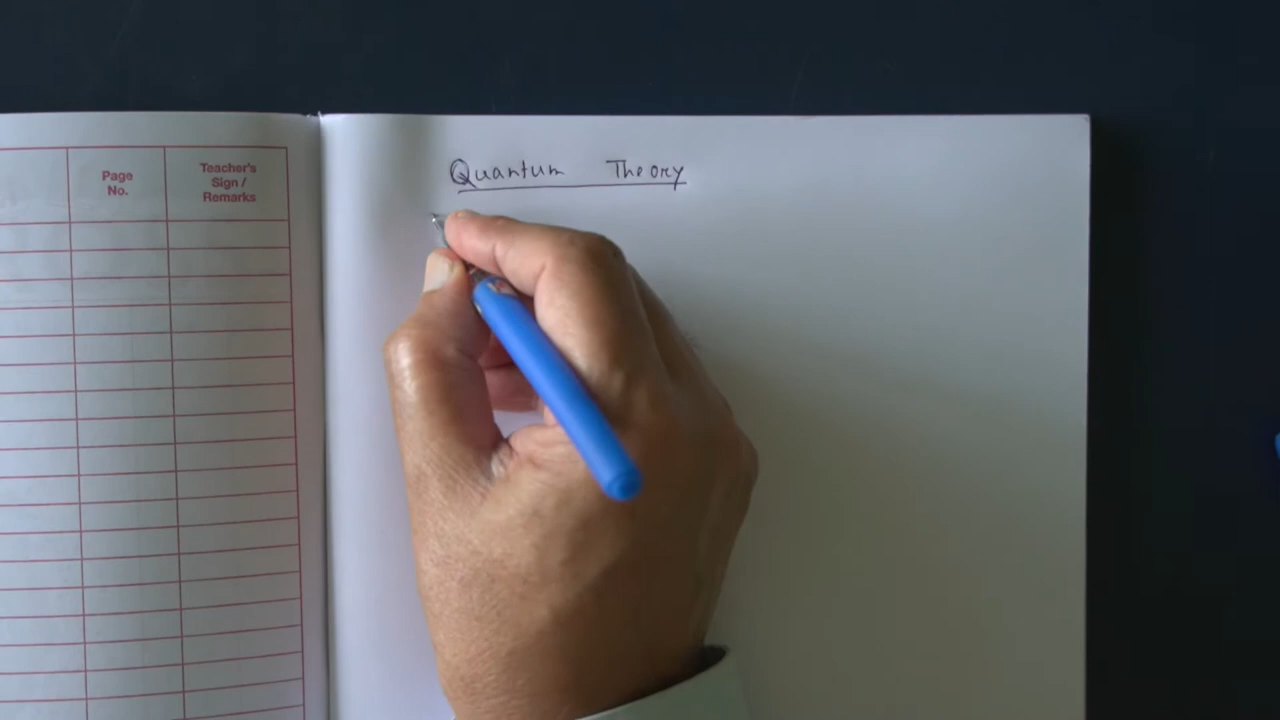 Page
No.
Teacher's
Sign /
Remarks
Quantum Theory